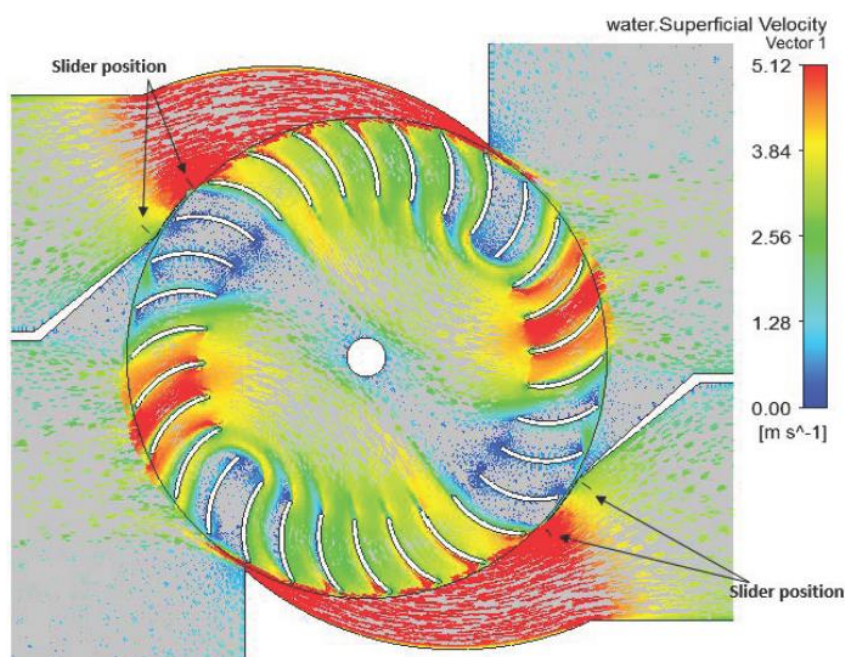 water.Superficial Velocity
Vector 1
Slider position
5.12
3.84
2.56
1.28
0.00
[m s^-1]
Slider position